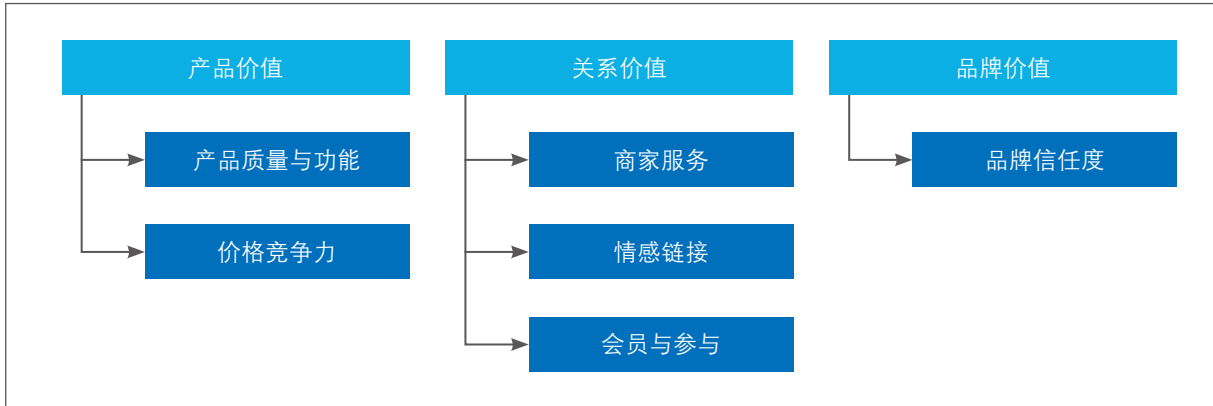 产品价值
产品质量与功能
价格竞争力
关系价值
商家服务
情感链接
会员与参与
品牌价值
品牌信任度